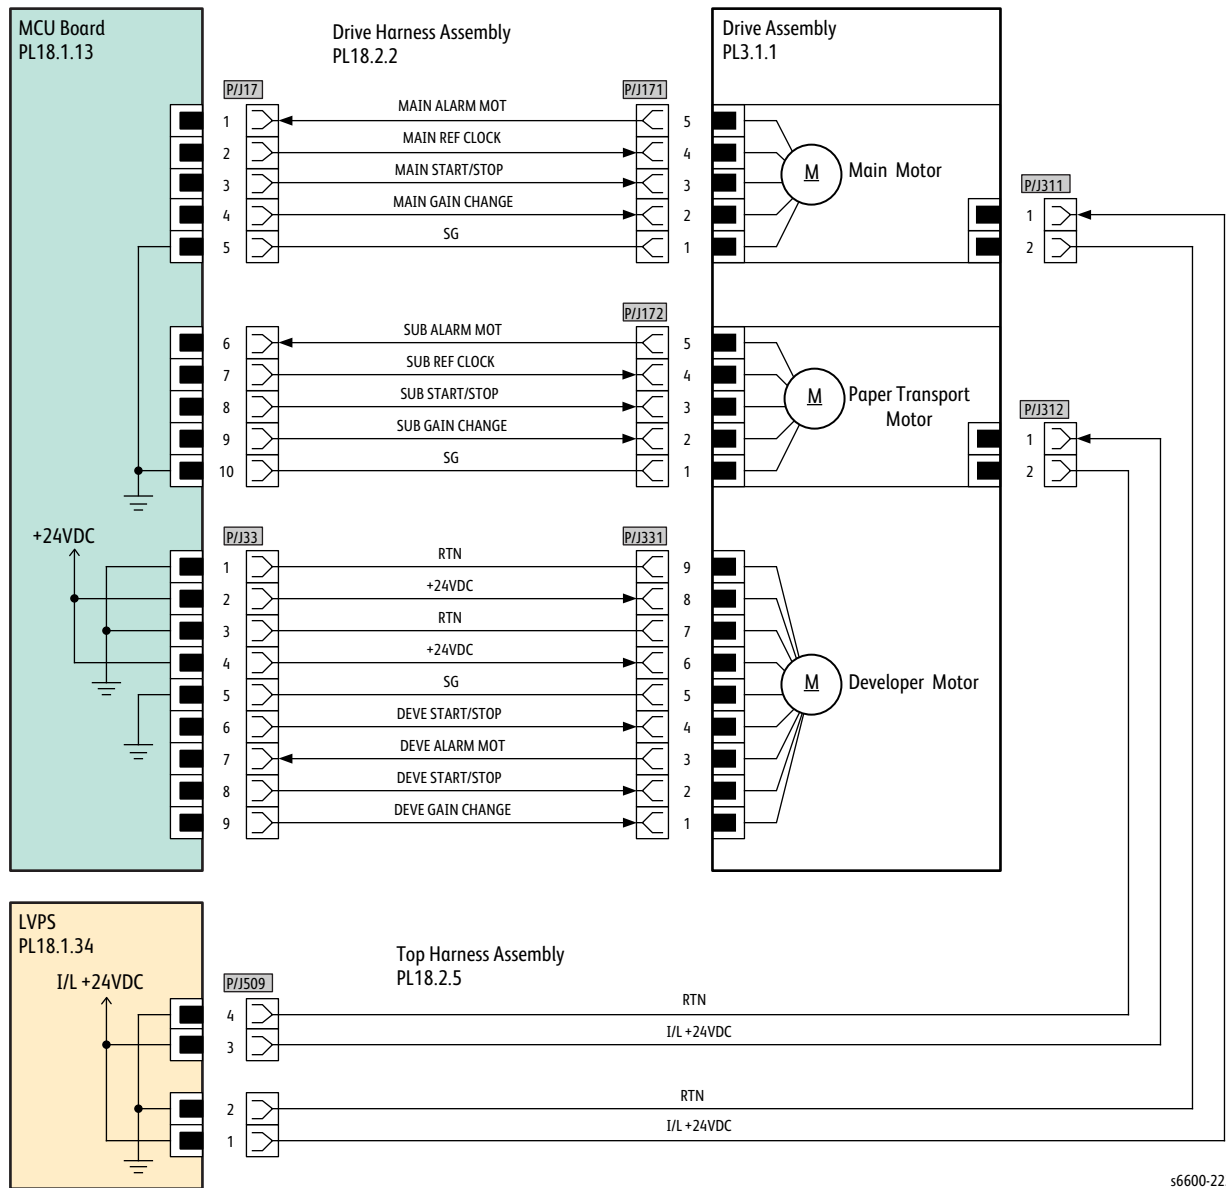 MCU Board
PL18.1.13
Drive Harness Assembly
PL18.2.2
Drive Assembly
PL3.1.1
P/J17
P/J171
1 MAIN ALARM MOT 5
2 MAIN REF CLOCK 4
3 MAIN START/STOP 3
4 MAIN GAIN CHANGE 2
5 SG 1
M Main Motor
P/J311
1
2
P/J172
6 SUB ALARM MOT 5
7 SUB REF CLOCK 4
8 SUB START/STOP 3
9 SUB GAIN CHANGE 2
10 SG 1
M Paper Transport
Motor
P/J312
1
2
+24VDC
P/J33
P/J331
1 RTN 9
2 +24VDC 8
3 RTN 7
4 +24VDC 6
5 SG 5
6 DEVE START/STOP 4
7 DEVE ALARM MOT 3
8 DEVE START/STOP 2
9 DEVE GAIN CHANGE 1
M Developer Motor
LVPS
PL18.1.34
I/L +24VDC
Top Harness Assembly
PL18.2.5
P/J509
4 RTN
3 I/L +24VDC
2 RTN
1 I/L +24VDC
s6600-22